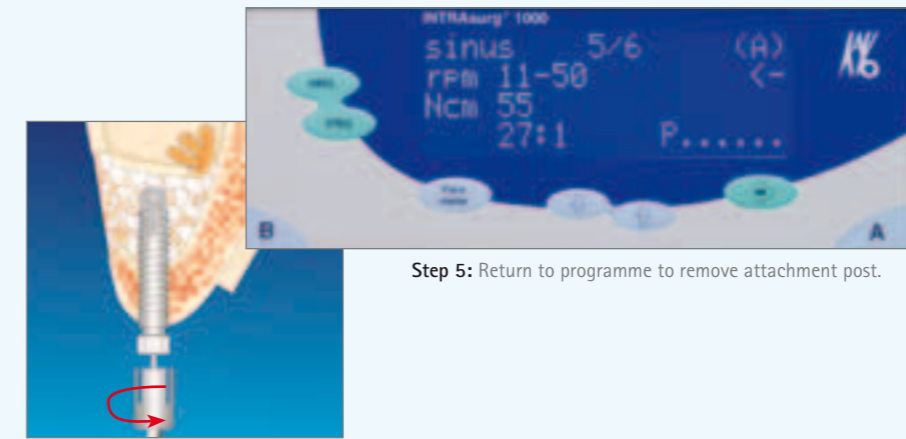 INTRAsurg® 1000
sinus 5/6 (A)
rpm 11-50 <-
Ncm 55
27:1 P......
B
A
Step 5: Return to programme to remove attachment post.